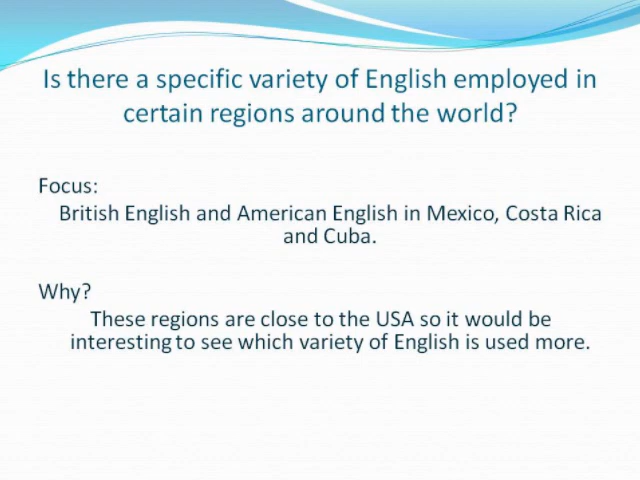 Is there a specific variety of English employed in
certain regions around the world?
Focus:
British English and American English in Mexico, Costa Rica
and Cuba.
Why?
These regions are close to the USA so it would be
interesting to see which variety of English is used more.